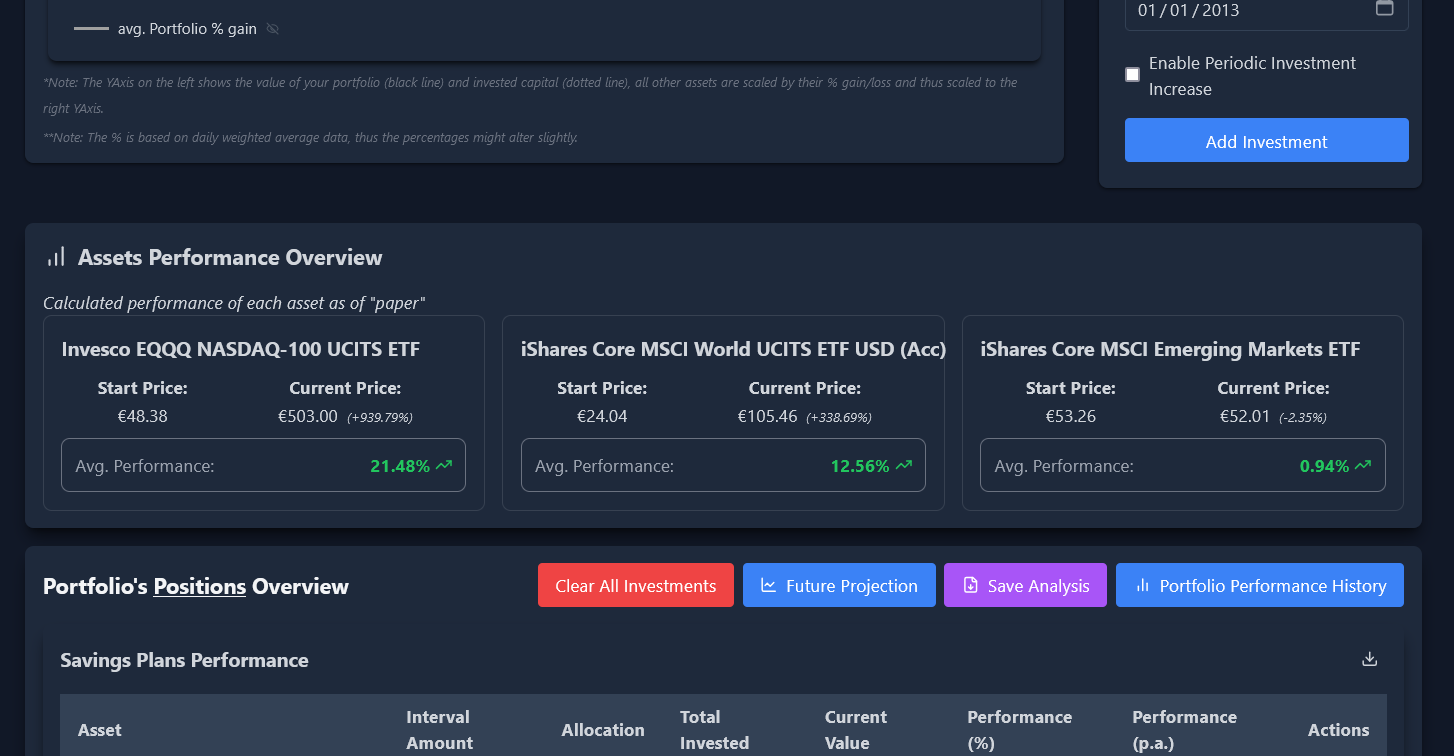 avg. Portfolio % gain
01 / 01 / 2013
Enable Periodic Investment
Increase
*Note: The YAxis on the left shows the value of your portfolio (black line) and invested capital (dotted line), all other assets are scaled by their % gain/loss and thus scaled to the
right YAxis.
**Note: The % is based on daily weighted average data, thus the percentages might alter slightly.
Add Investment
Assets Performance Overview
Calculated performance of each asset as of "paper"
Invesco EQQQ NASDAQ-100 UCITS ETF
Start Price: Current Price:
€48.38 €503.00 (+939.79%)
Avg. Performance: 21.48%
iShares Core MSCI World UCITS ETF USD (Acc)
Start Price: Current Price:
€24.04 €105.46 (+338.69%)
Avg. Performance: 12.56%
iShares Core MSCI Emerging Markets ETF
Start Price: Current Price:
€53.26 €52.01 (-2.35%)
Avg. Performance: 0.94%
Portfolio's Positions Overview
Clear All Investments
Future Projection
Save Analysis
Portfolio Performance History
Savings Plans Performance
Asset
Interval
Amount
Allocation
Total
Invested
Current
Value
Performance
(%)
Performance
(p.a.)
Actions